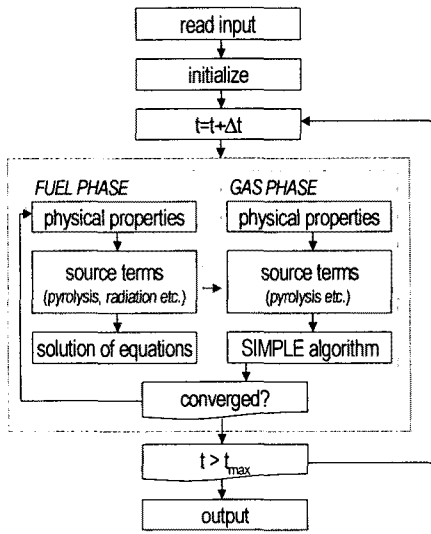 read input
initialize
t=t+Δt
FUEL PHASE
physical properties
source terms
(pyrolysis, radiation etc.)
solution of equations
GAS PHASE
physical properties
source terms
(pyrolysis etc.)
SIMPLE algorithm
converged?
t > tmax
output